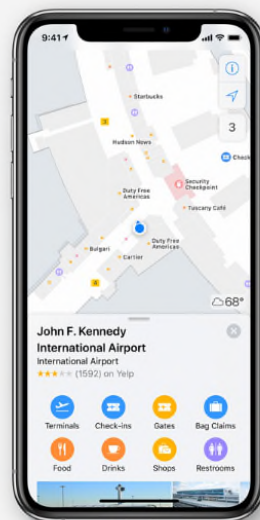 9:41
Starbucks
Hudson News
3
Check
Security
Checkpoint
Duty Free
Americas
Tuscany Café
Duty Free
Americas
Bulgari
Cartier
68°
John F. Kennedy
International Airport
International Airport
(1592) on Yelp
Terminals
Check-ins
Gates
Bag Claims
Food
Drinks
Shops
Restrooms